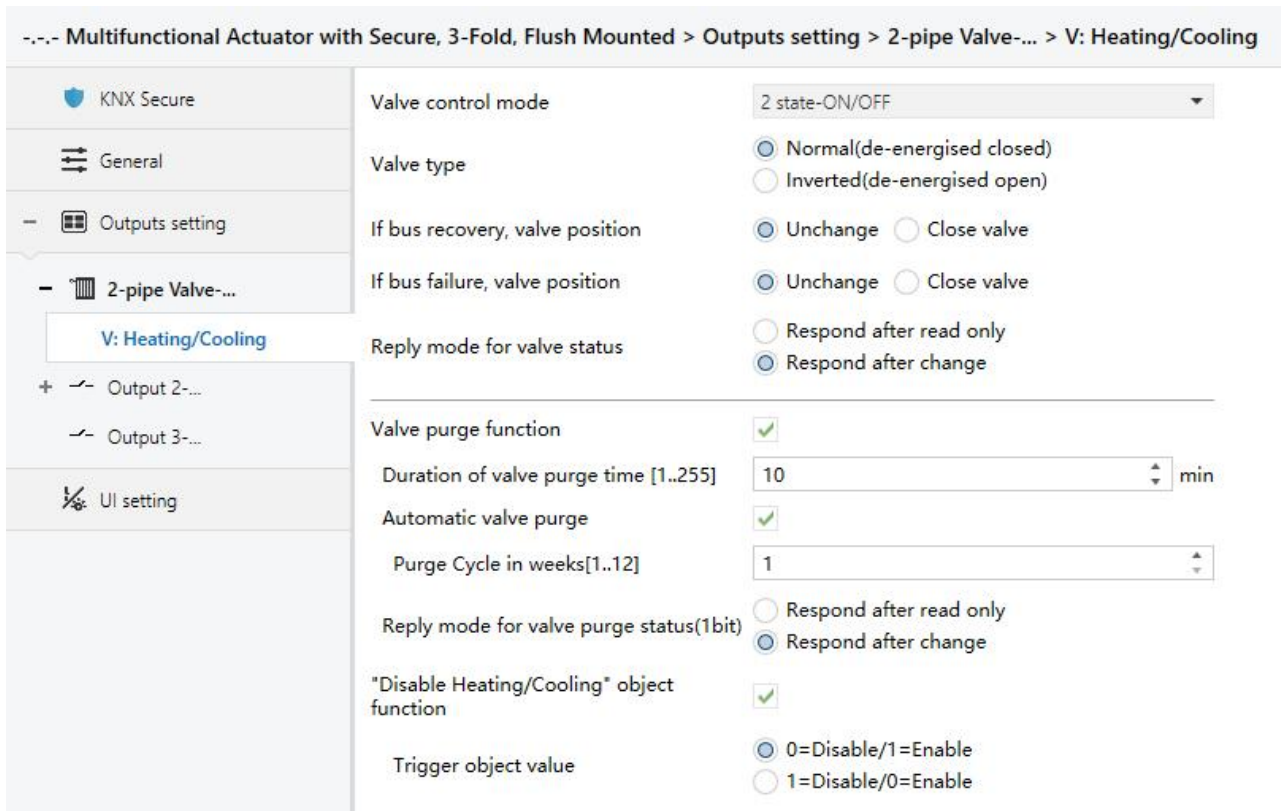 -.-.- Multifunctional Actuator with Secure, 3-Fold, Flush Mounted > Outputs setting > 2-pipe Valve-... > V: Heating/Cooling
KNX Secure
General
Outputs setting
2-pipe Valve-...
V: Heating/Cooling
Output 2-...
Output 3-...
UI setting
Valve control mode
2 state-ON/OFF
Valve type
Normal(de-energised closed)
Inverted(de-energised open)
If bus recovery, valve position
Unchange
Close valve
If bus failure, valve position
Unchange
Close valve
Reply mode for valve status
Respond after read only
Respond after change
Valve purge function
Duration of valve purge time [1..255]
10
min
Automatic valve purge
Purge Cycle in weeks[1..12]
1
Reply mode for valve purge status(1bit)
Respond after read only
Respond after change
"Disable Heating/Cooling" object
function
Trigger object value
0=Disable/1=Enable
1=Disable/0=Enable